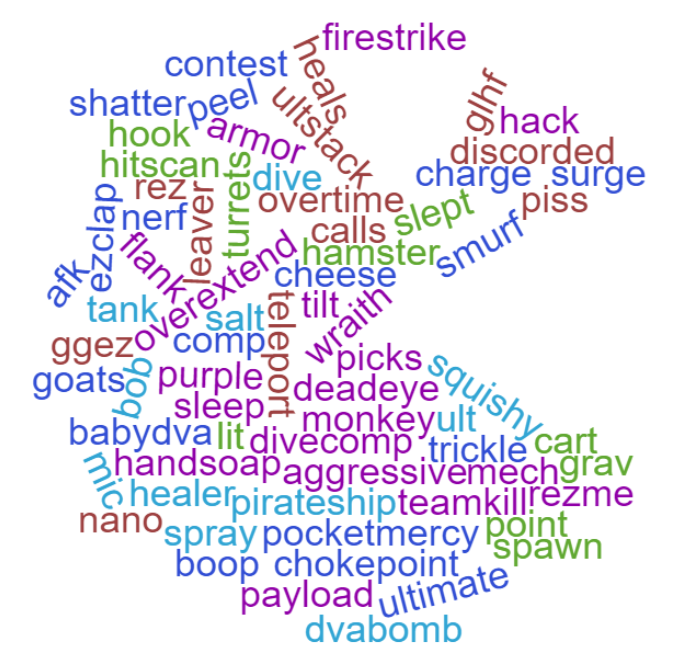 firestrike
contest
heals
glhf
shatter
peel
ultstack
hack
hook
armor
discorded
hitscan
turrets
dive
charge
surge
rez
leaver
overtime
piss
nerf
calls
slept
ezclap
flank
hamster
smurf
afk
overextend
cheese
tank
salt
teleport
tilt
wraith
ggez
comp
picks
goats
bob
purple
deadeye
squishy
sleep
monkey
ult
babydva
lit
divecomp
trickle
cart
mic
handsoap
aggressive
mech
grav
healer
pirateship
teamkill
rezme
nano
spray
pocketmercy
point
spawn
boop
chokepoint
payload
ultimate
dvabomb